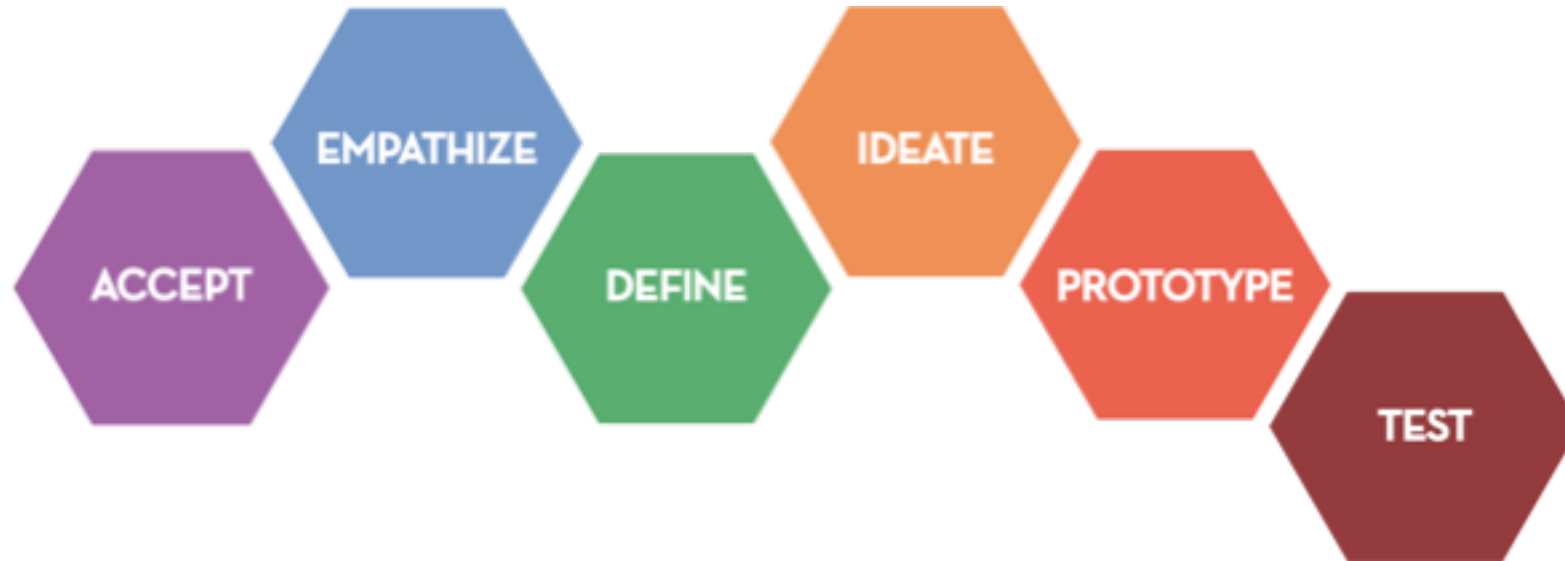 ACCEPT
EMPATHIZE
DEFINE
IDEATE
PROTOTYPE
TEST